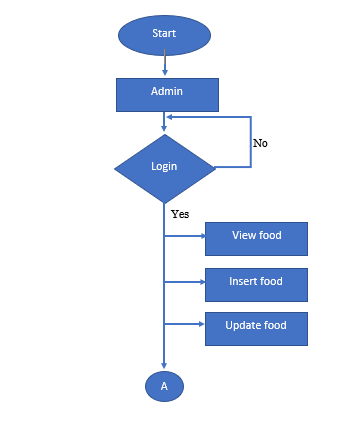 Start
Admin
No
Login
Yes
View food
Insert food
Update food
A